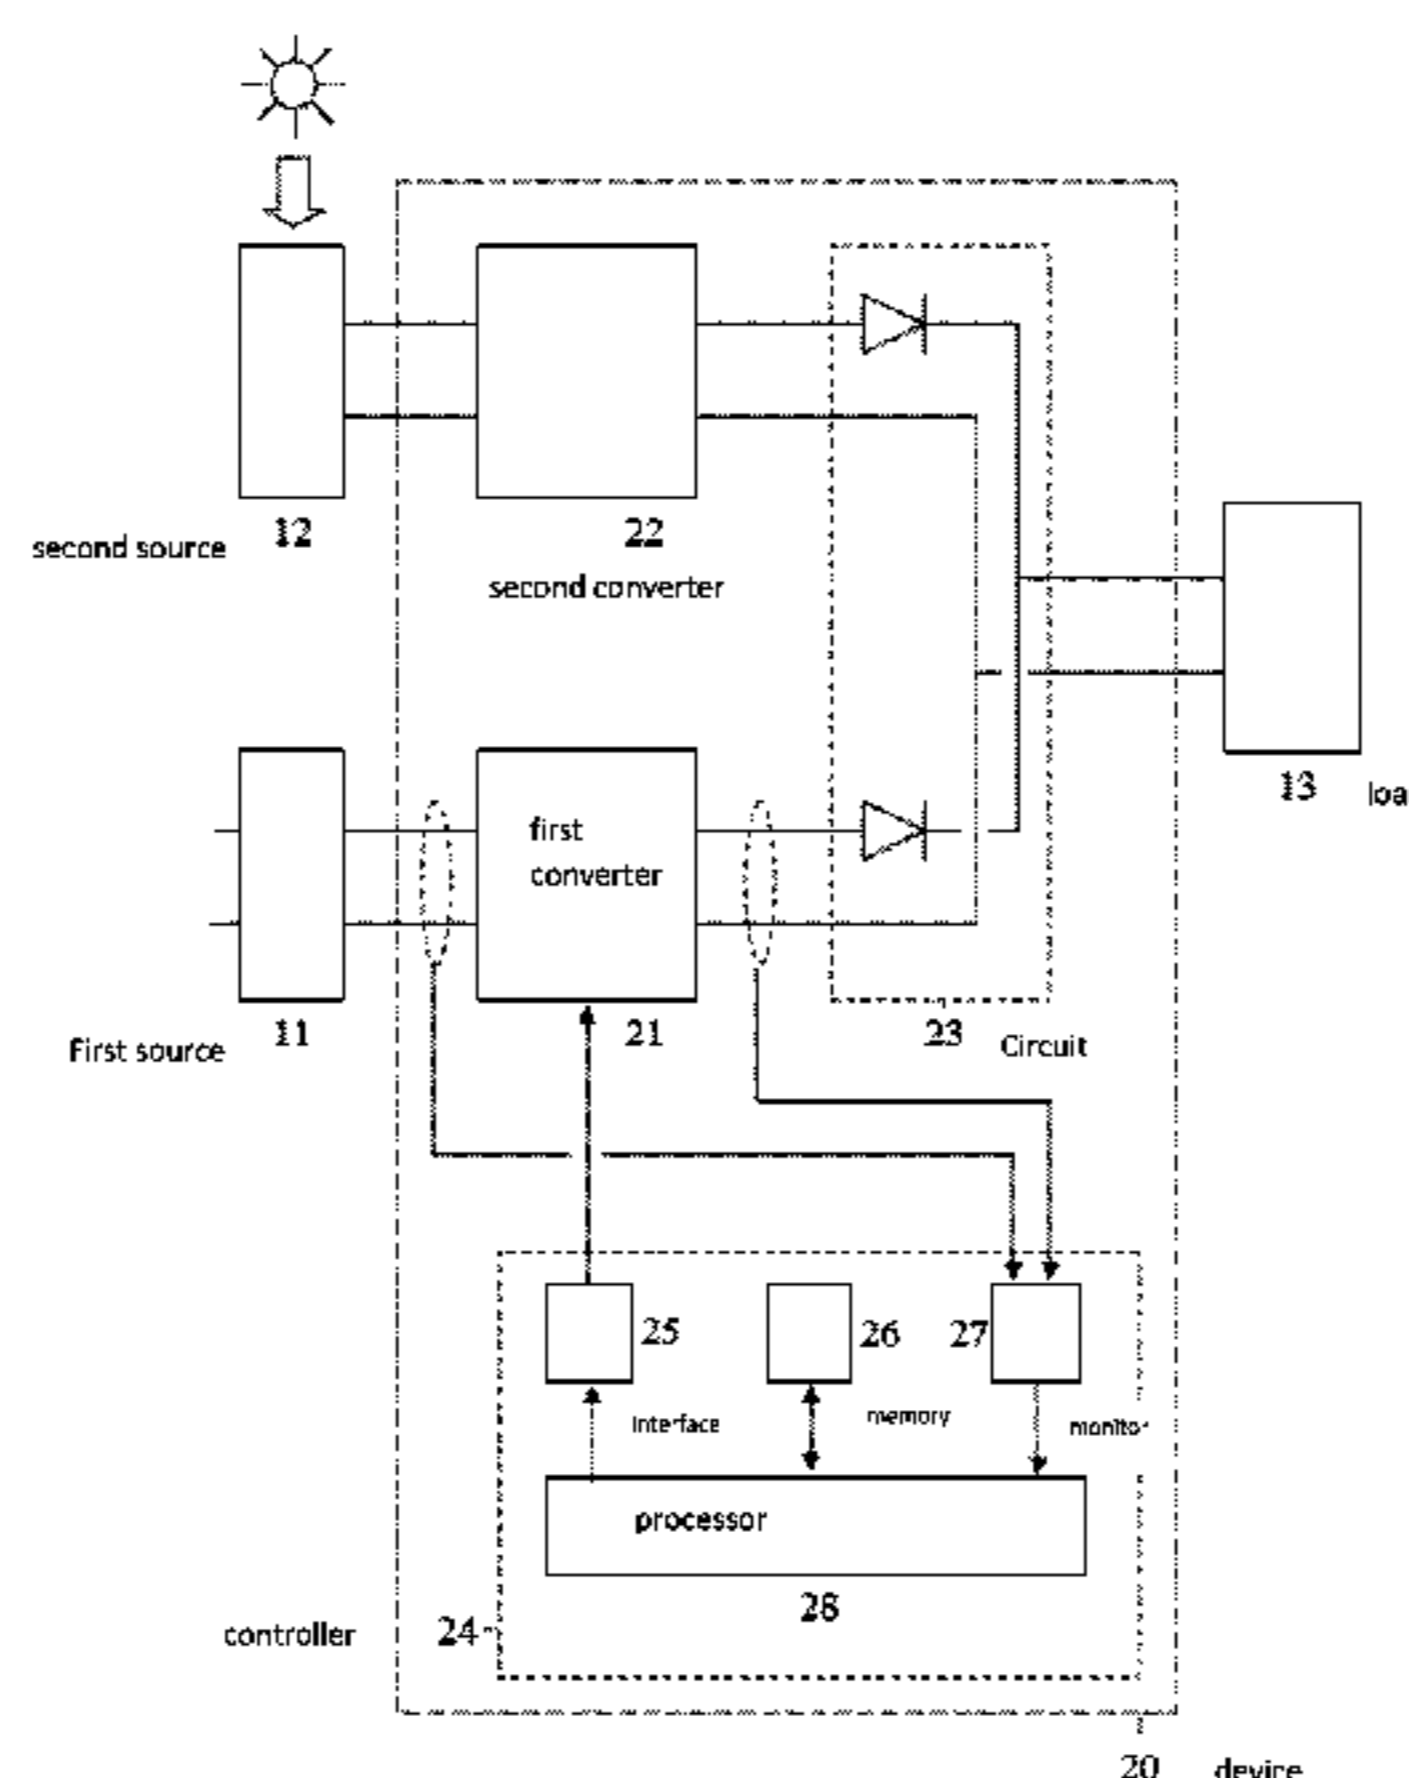 12
second source
22
second converter
13
loa
first
converter
11
First source
21
23
Circuit
25
26
27
Interface
memory
monitor
processor
28
controller
24
20
device